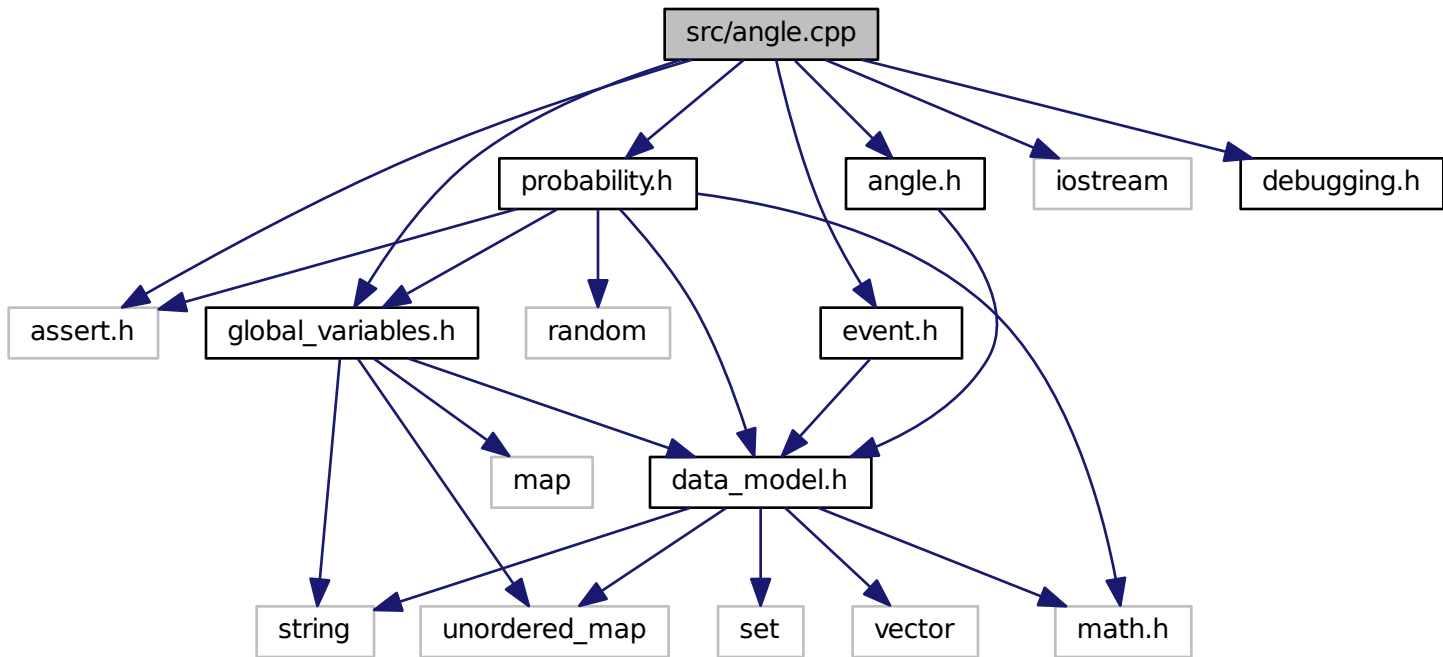 src/angle.cpp
probability.h
angle.h
iostream
debugging.h
assert.h
global_variables.h
random
event.h
map
data_model.h
string
unordered_map
set
vector
math.h